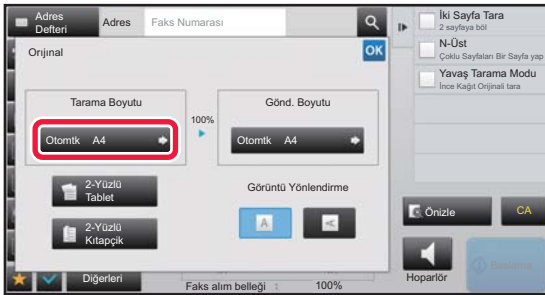 Adres
Defteri
Adres
Faks Numarası
Orijinal
OK
Tarama Boyutu
Otomtk A4
100%
Gönd. Boyutu
Otomtk A4
2-Yüzlü
Tablet
2-Yüzlü
Kıtapçik
Görüntü Yönlendirme
A
A
Diğerleri
Faks alım belleği : 100%
İki Sayfa Tara
2 sayfaya böl
N-Üst
Çoklu Sayfaları Bir Sayfa yap
Yavaş Tarama Modu
İnce Kağıt Orijinali tara
Önizle
CA
Hoparlör